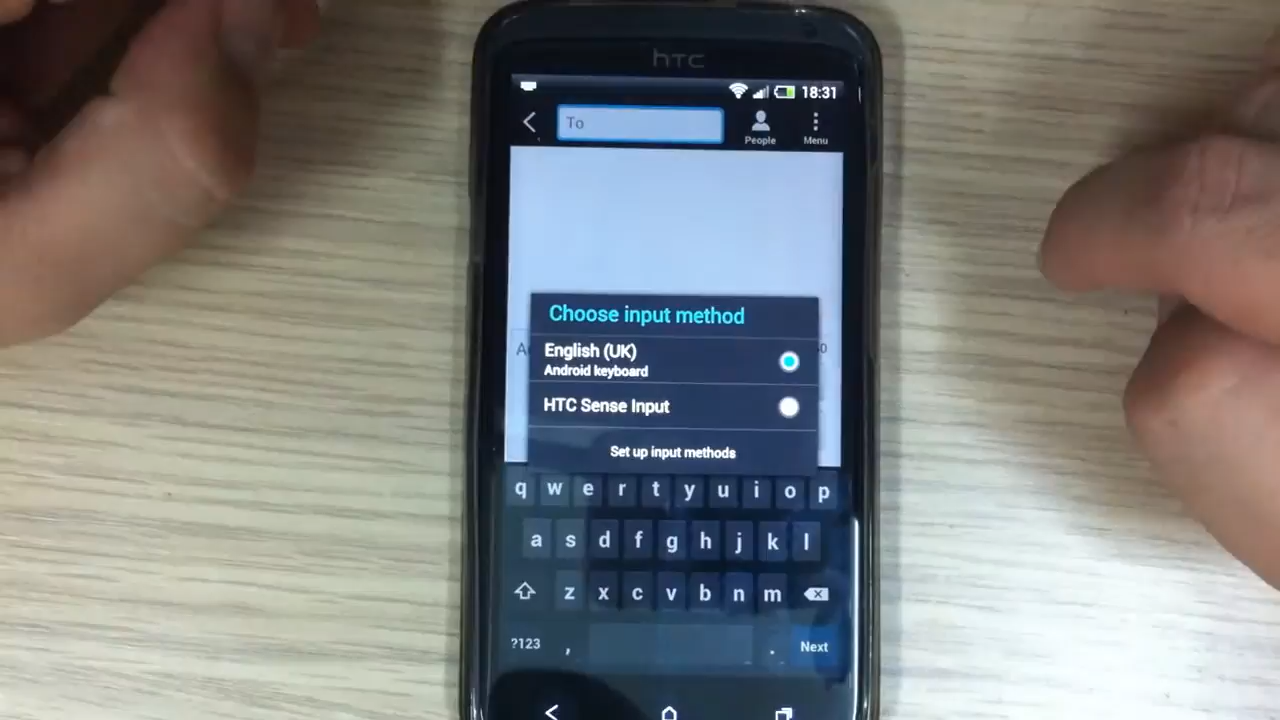 hTC
18:31
To
People
Menu
Choose input method
English (UK)
Android keyboard
HTC Sense Input
Set up input methods
q w e r t y u i o p
a s d f g h j k l
z x c v b n m
?123 , . Next